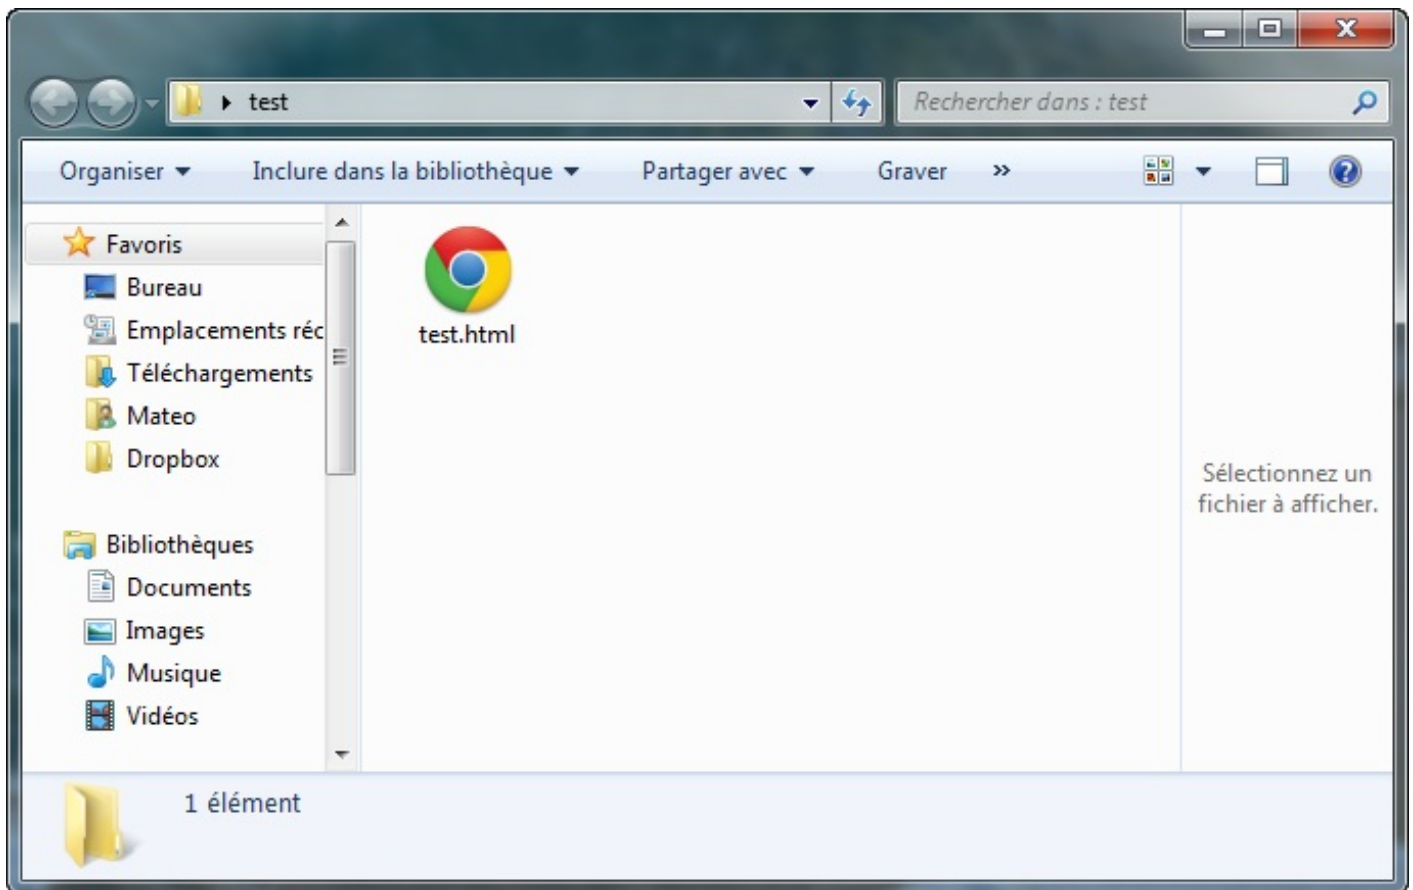 test
Rechercher dans : test
Organiser
Inclure dans la bibliothèque
Partager avec
Graver
»
Favoris
Bureau
Emplacements réc
Téléchargements
Mateo
Dropbox
Bibliothèques
Documents
Images
Musique
Vidéos
test.html
Sélectionnez un
fichier à afficher.
1 élément